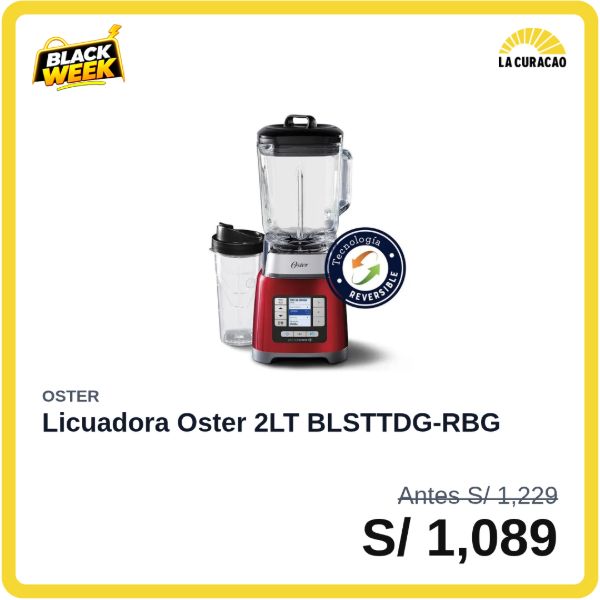 BLACK
WEEK
LA CURACAO
Oster
Tecnología
REVERSIBLE
OSTER
Licuadora Oster 2LT BLSTTDG-RBG
Antes S/ 1,229
S/ 1,089